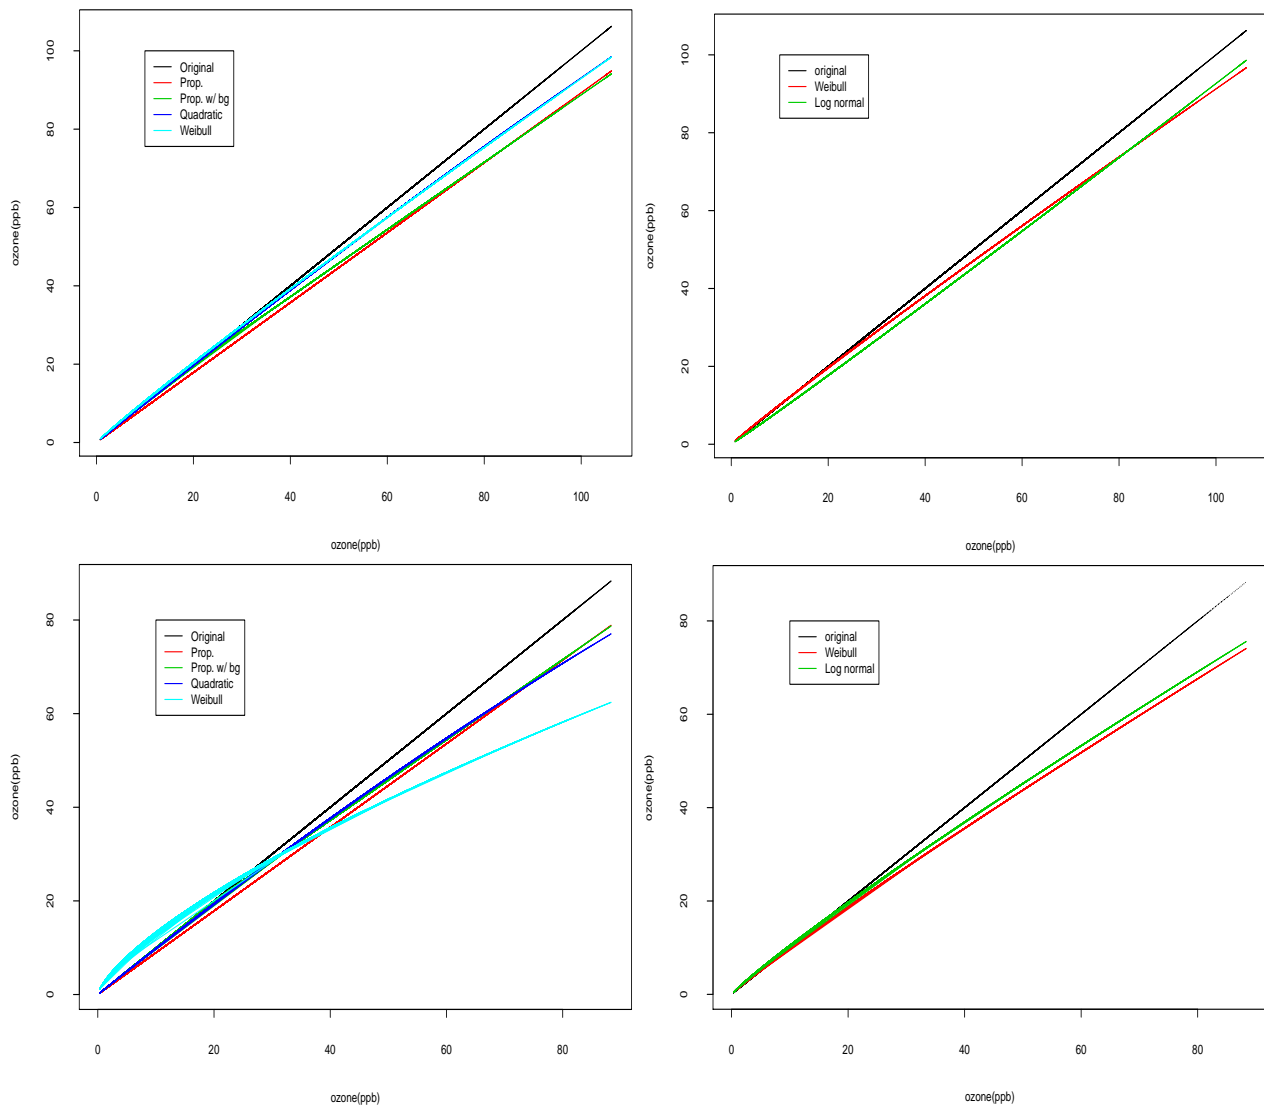 ozone(ppb)
100
80
60
40
20
0
Original
Prop.
Prop. w/ bg
Quadratic
Weibull
0 20 40 60 80 100
ozone(ppb)
ozone(ppb)
100
80
60
40
20
0
original
Weibull
Log normal
0 20 40 60 80 100
ozone(ppb)
ozone(ppb)
80
60
40
20
0
Original
Prop.
Prop. w/ bg
Quadratic
Weibull
0 20 40 60 80
ozone(ppb)
ozone(ppb)
80
60
40
20
0
original
Weibull
Log normal
0 20 40 60 80
ozone(ppb)